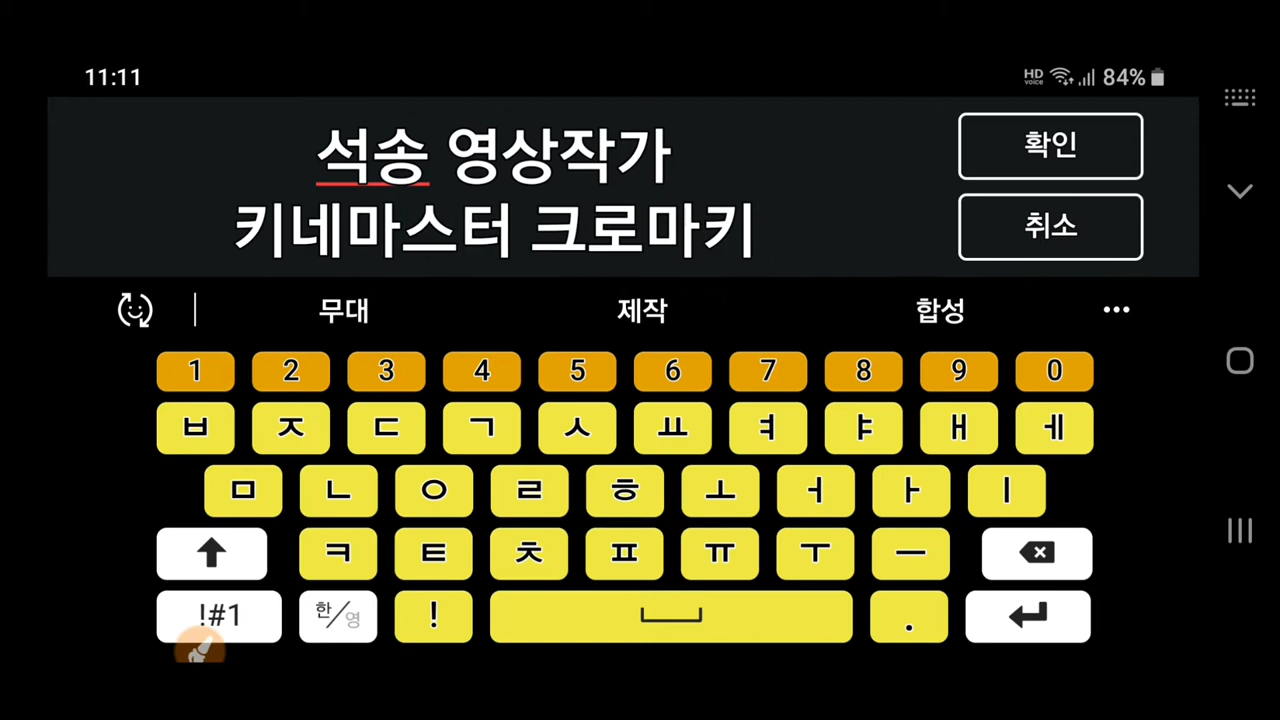 11:11
HD voice 84%
석송 영상작가
키네마스터 크로마키
확인
취소
무대 제작 합성 •••
1 2 3 4 5 6 7 8 9 0
ㅂ ㅈ ㄷ ㄱ ㅅ ㅛ ㅕ ㅑ ㅐ ㅔ
ㅁ ㄴ ㅇ ㄹ ㅎ ㅗ ㅓ ㅏ ㅣ
ㅋ ㅌ ㅊ ㅍ ㅠ ㅜ ㅡ
!#1 한/영 ! .